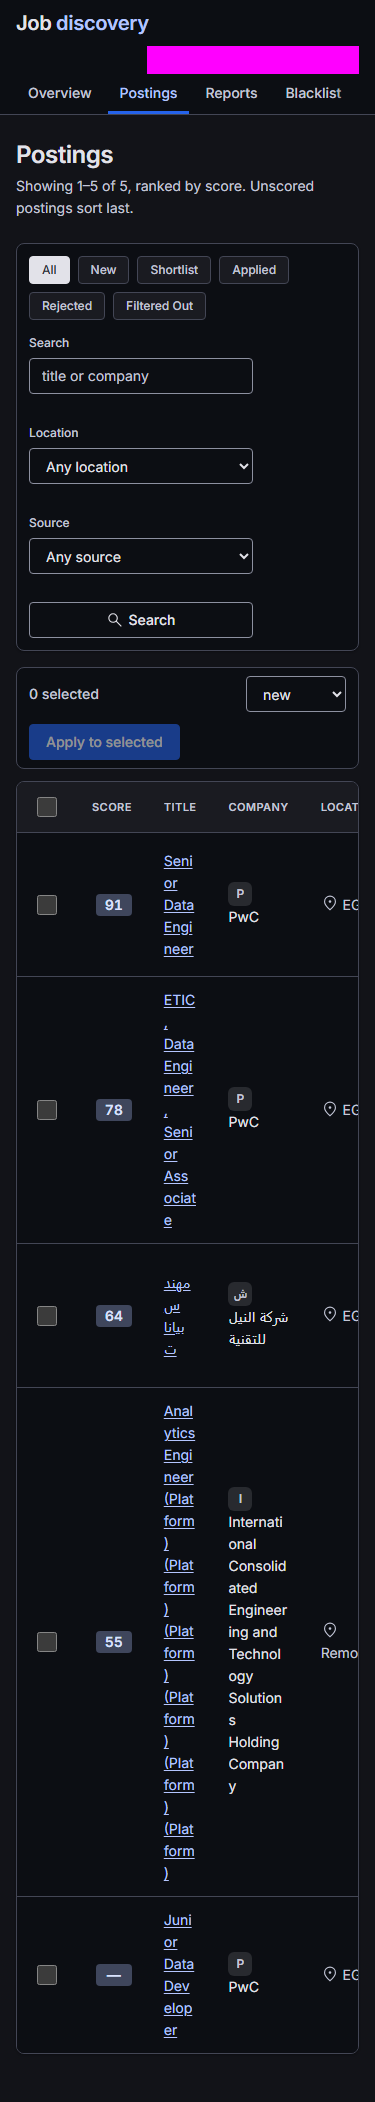 Job discovery
Overview Postings Reports Blacklist
Postings
Showing 1–5 of 5, ranked by score. Unscored
postings sort last.
All New Shortlist Applied
Rejected Filtered Out
Search
title or company
Location
Any location
Source
Any source
Search
0 selected new
Apply to selected
SCORE TITLE COMPANY LOCAT
91
Seni
or
Data
Engi
neer
P
PwC
EG
78
ETIC
,
Data
Engi
neer
,
Seni
or
Ass
ociat
e
P
PwC
EG
64
مهند
س
بيانا
ت
ش
شركة النيل
للتقنية
EG
55
Anal
ytics
Engi
neer
(Plat
form
)
(Plat
form
)
(Plat
form
)
(Plat
form
)
(Plat
form
)
(Plat
form
)
I
Internati
onal
Consolid
ated
Engineer
ing and
Technol
ogy
Solution
s
Holding
Compan
y
Remo
—
Juni
or
Data
Dev
elop
er
P
PwC
EG